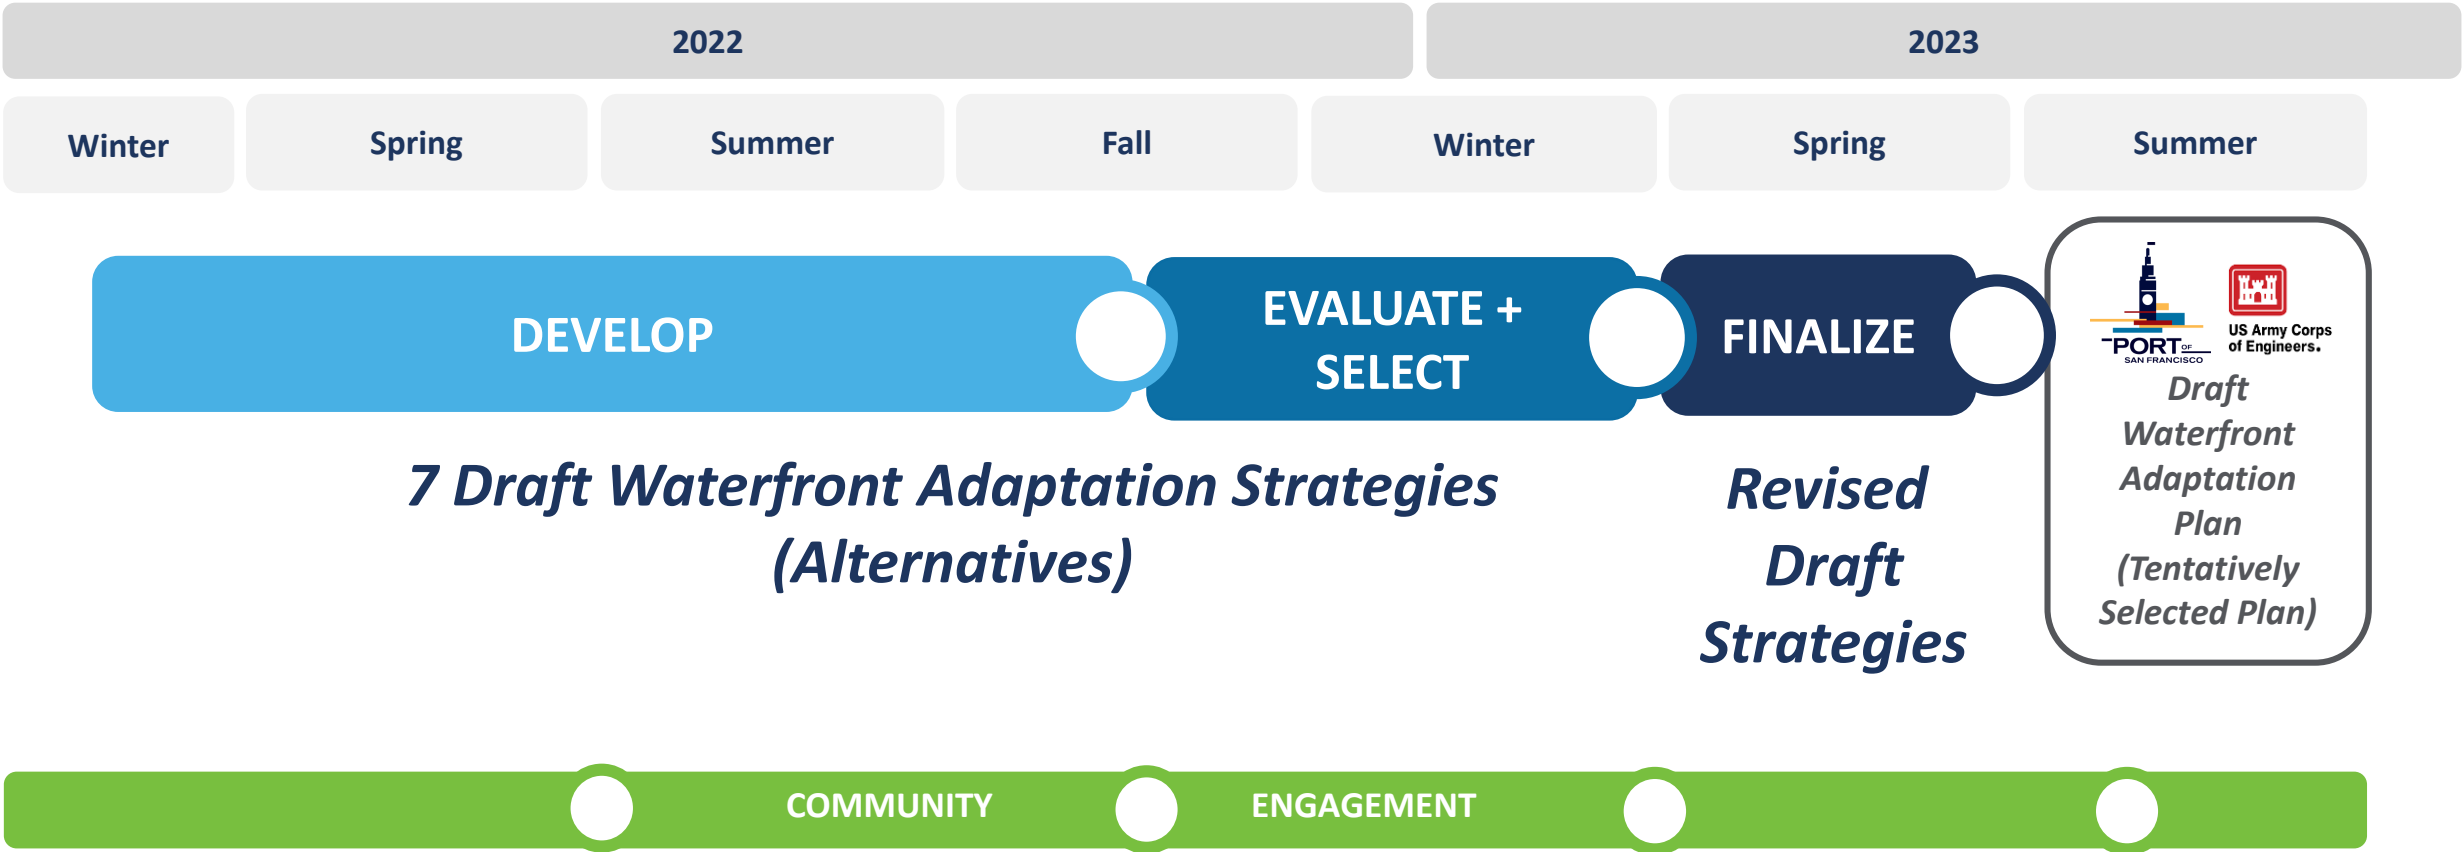 2022
2023
Winter
Spring
Summer
Fall
Winter
Spring
Summer
DEVELOP
EVALUATE +
SELECT
FINALIZE
PORT OF
SAN FRANCISCO
US Army Corps
of Engineers.
Draft
Waterfront
Adaptation
Plan
(Tentatively
Selected Plan)
7 Draft Waterfront Adaptation Strategies
(Alternatives)
Revised
Draft
Strategies
COMMUNITY
ENGAGEMENT